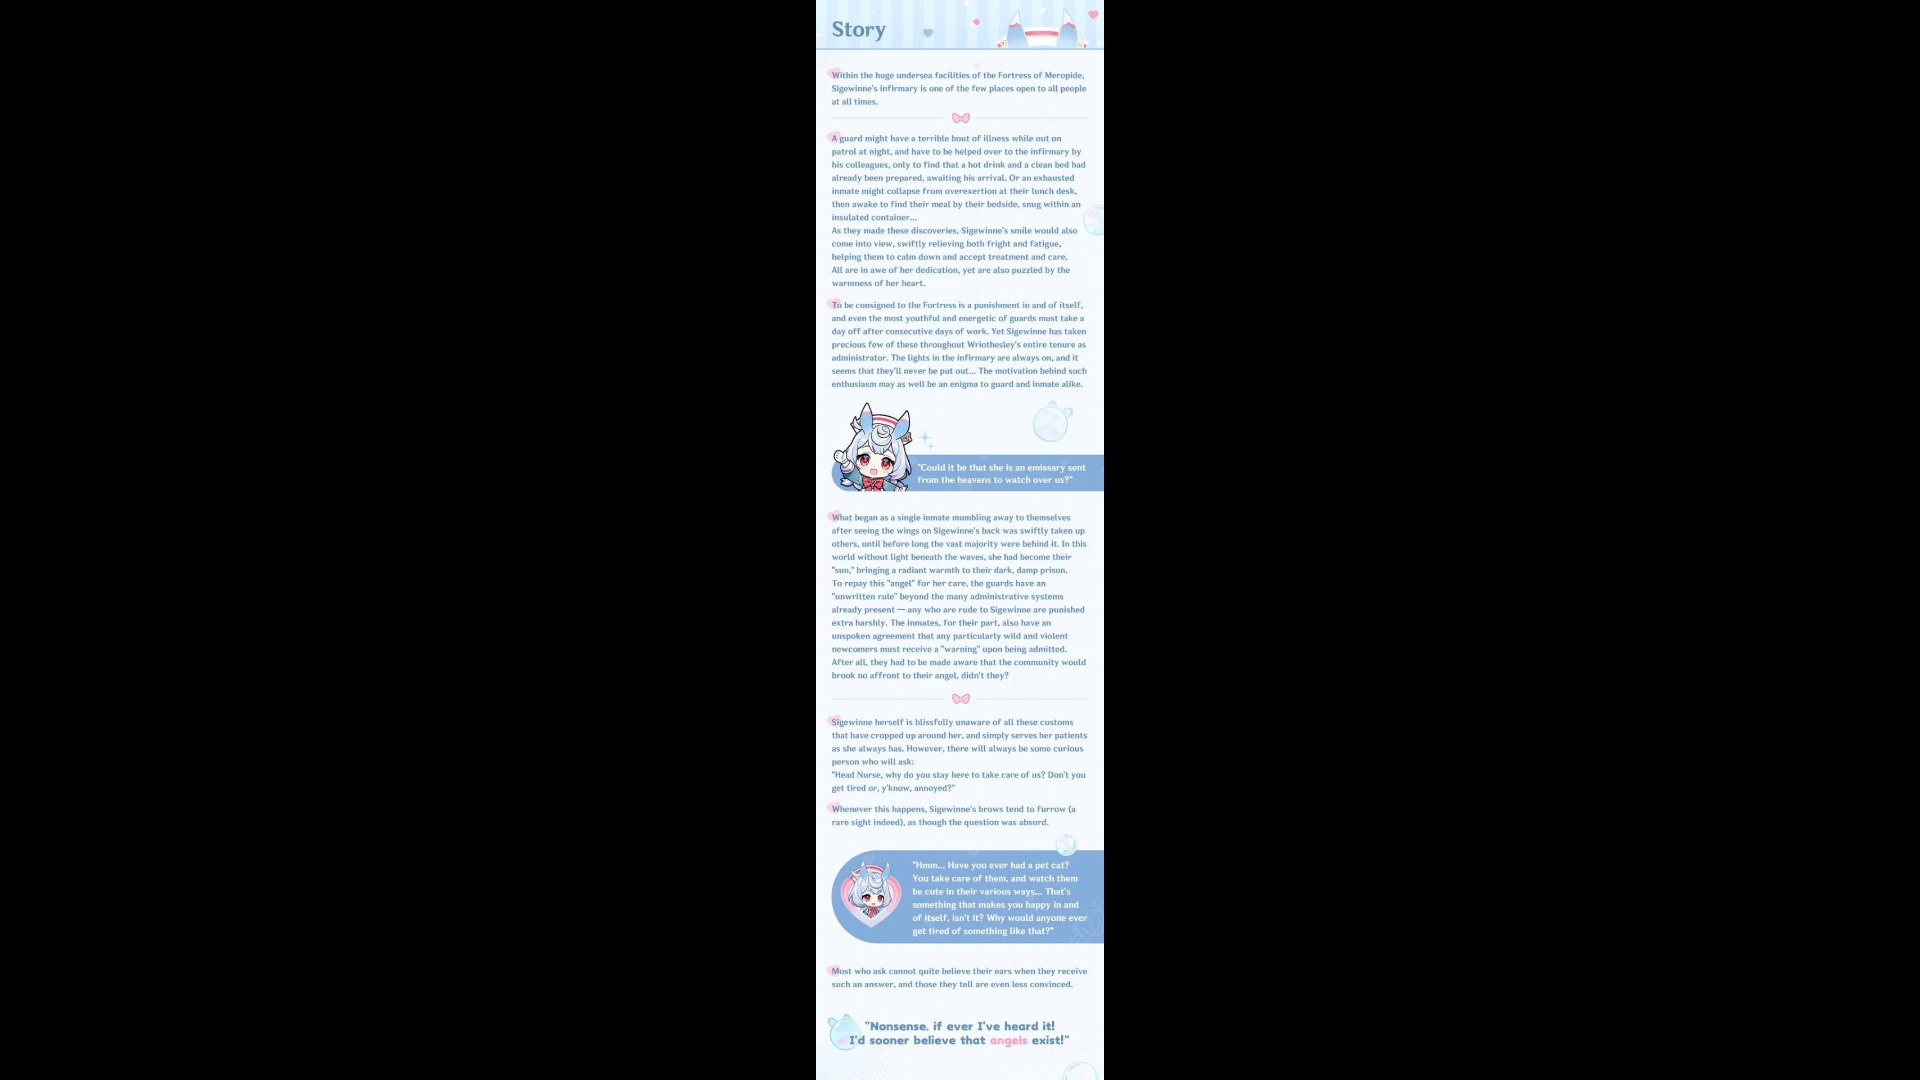 Story
Within the huge undersea facilities of the Fortress of Meropide,
Sigewinne's infirmary is one of the few places open to all people
at all times.
A guard might have a terrible bout of illness while out on
patrol at night, and have to be helped over to the infirmary by
his colleagues, only to find that a hot drink and a clean bed had
already been prepared, awaiting his arrival. Or an exhausted
inmate might collapse from overexertion at their lunch desk,
then awake to find their meal by their bedside, snug within an
insulated container...
As they made these discoveries, Sigewinne's smile would also
come into view, swiftly relieving both fright and fatigue,
helping them to calm down and accept treatment and care.
All are in awe of her dedication, yet are also puzzled by the
warmness of her heart.
To be consigned to the Fortress is a punishment in and of itself,
and even the most youthful and energetic of guards must take a
day off after consecutive days of work. Yet Sigewinne has taken
precious few of these throughout Wriothesley's entire tenure as
administrator. The lights in the infirmary are always on, and it
seems that they'll never be put out... The motivation behind such
enthusiasm may as well be an enigma to guard and inmate alike.
"Could it be that she is an emissary sent
from the heavens to watch over us?"
What began as a single inmate mumbling away to themselves
after seeing the wings on Sigewinne's back was swiftly taken up
others, until before long the vast majority were behind it. In this
world without light beneath the waves, she had become their
"sun," bringing a radiant warmth to their dark, damp prison.
To repay this "angel" for her care, the guards have an
"unwritten rule" beyond the many administrative systems
already present — any who are rude to Sigewinne are punished
extra harshly. The inmates, for their part, also have an
unspoken agreement that any particularly wild and violent
newcomers must receive a "warning" upon being admitted.
After all, they had to be made aware that the community would
brook no affront to their angel, didn't they?
Sigewinne herself is blissfully unaware of all these customs
that have cropped up around her, and simply serves her patients
as she always has. However, there will always be some curious
person who will ask:
"Head Nurse, why do you stay here to take care of us? Don't you
get tired or, y'know, annoyed?"
Whenever this happens, Sigewinne's brows tend to furrow (a
rare sight indeed), as though the question was absurd.
"Hmm... Have you ever had a pet cat?
You take care of them, and watch them
be cute in their various ways... That's
something that makes you happy in and
of itself, isn't it? Why would anyone ever
get tired of something like that?"
Most who ask cannot quite believe their ears when they receive
such an answer, and those they tell are even less convinced.
"Nonsense. if ever I've heard it!
I'd sooner believe that angels exist!"